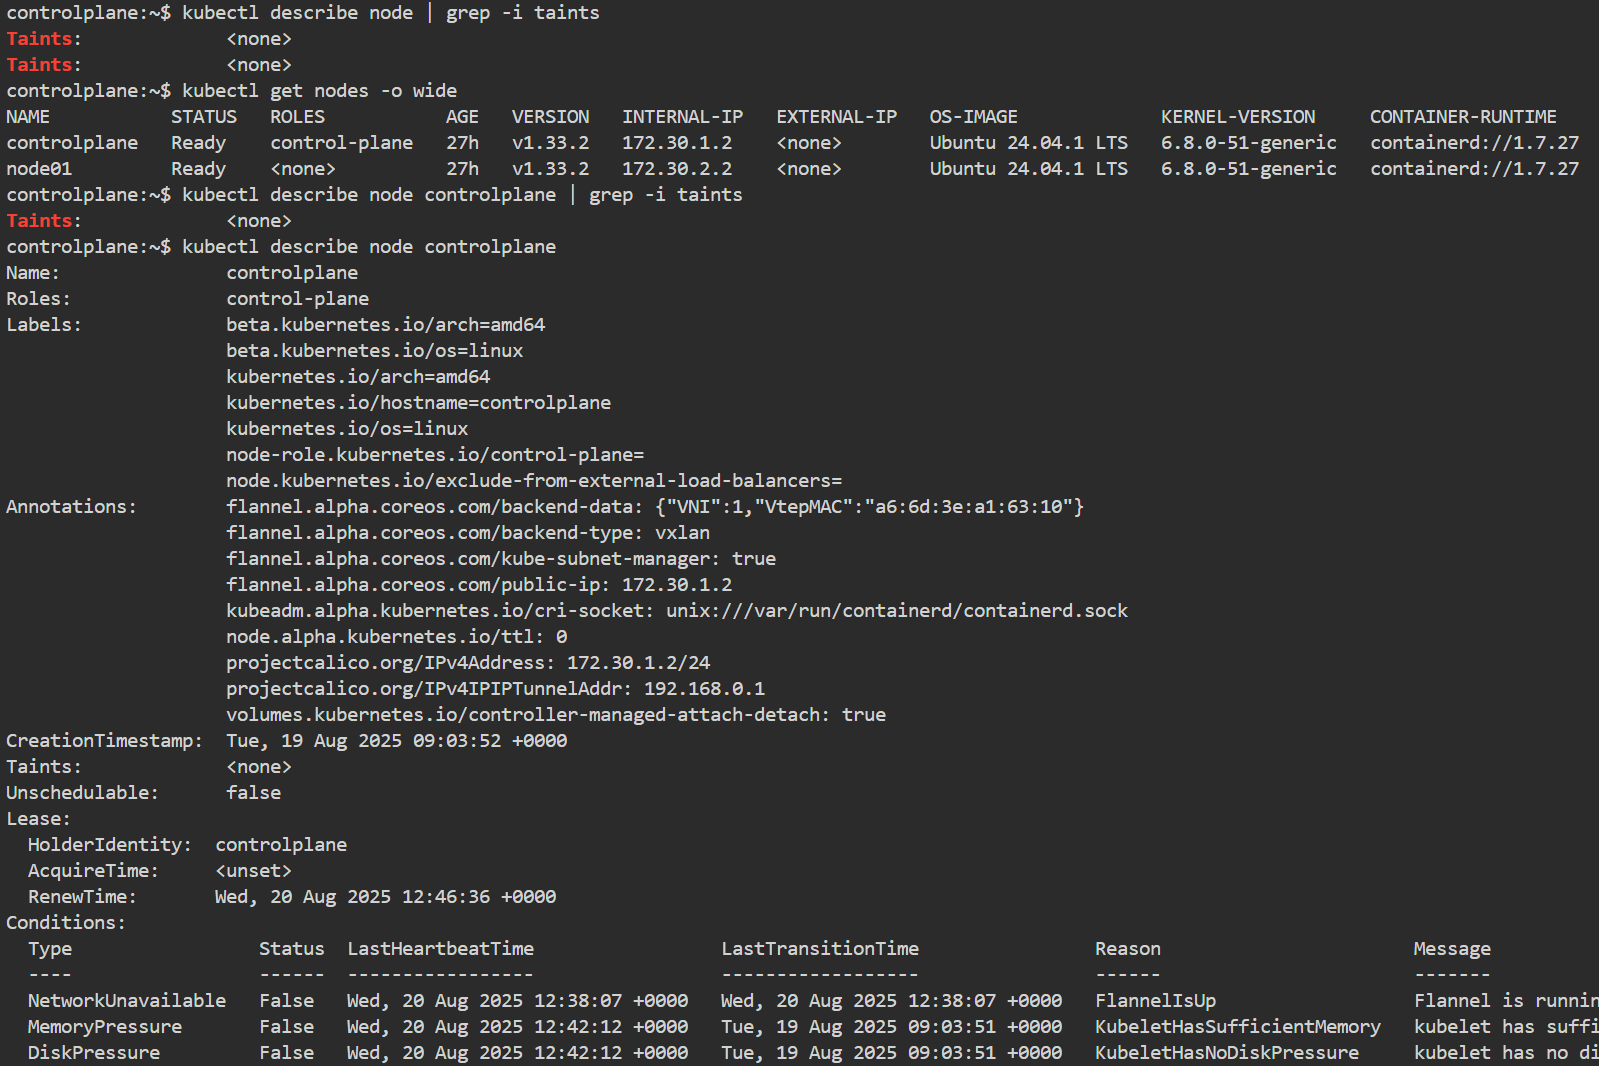 controlplane:~$ kubectl describe node | grep -i taints
Taints:             <none>
Taints:             <none>
controlplane:~$ kubectl get nodes -o wide
NAME           STATUS   ROLES           AGE   VERSION   INTERNAL-IP   EXTERNAL-IP   OS-IMAGE             KERNEL-VERSION     CONTAINER-RUNTIME
controlplane   Ready    control-plane   27h   v1.33.2   172.30.1.2    <none>        Ubuntu 24.04.1 LTS   6.8.0-51-generic   containerd://1.7.27
node01         Ready    <none>          27h   v1.33.2   172.30.2.2    <none>        Ubuntu 24.04.1 LTS   6.8.0-51-generic   containerd://1.7.27
controlplane:~$ kubectl describe node controlplane | grep -i taints
Taints:             <none>
controlplane:~$ kubectl describe node controlplane
Name:               controlplane
Roles:              control-plane
Labels:             beta.kubernetes.io/arch=amd64
                    beta.kubernetes.io/os=linux
                    kubernetes.io/arch=amd64
                    kubernetes.io/hostname=controlplane
                    kubernetes.io/os=linux
                    node-role.kubernetes.io/control-plane=
                    node.kubernetes.io/exclude-from-external-load-balancers=
Annotations:        flannel.alpha.coreos.com/backend-data: {"VNI":1,"VtepMAC":"a6:6d:3e:a1:63:10"}
                    flannel.alpha.coreos.com/backend-type: vxlan
                    flannel.alpha.coreos.com/kube-subnet-manager: true
                    flannel.alpha.coreos.com/public-ip: 172.30.1.2
                    kubeadm.alpha.kubernetes.io/cri-socket: unix:///var/run/containerd/containerd.sock
                    node.alpha.kubernetes.io/ttl: 0
                    projectcalico.org/IPv4Address: 172.30.1.2/24
                    projectcalico.org/IPv4IPIPTunnelAddr: 192.168.0.1
                    volumes.kubernetes.io/controller-managed-attach-detach: true
CreationTimestamp:  Tue, 19 Aug 2025 09:03:52 +0000
Taints:             <none>
Unschedulable:      false
Lease:
  HolderIdentity:  controlplane
  AcquireTime:     <unset>
  RenewTime:       Wed, 20 Aug 2025 12:46:36 +0000
Conditions:
  Type                 Status  LastHeartbeatTime                 LastTransitionTime                Reason                       Message
  ----                 ------  -----------------                 ------------------                ------                       -------
  NetworkUnavailable   False   Wed, 20 Aug 2025 12:38:07 +0000   Wed, 20 Aug 2025 12:38:07 +0000   FlannelIsUp                  Flannel is runnin
  MemoryPressure       False   Wed, 20 Aug 2025 12:42:12 +0000   Tue, 19 Aug 2025 09:03:51 +0000   KubeletHasSufficientMemory   kubelet has suffi
  DiskPressure         False   Wed, 20 Aug 2025 12:42:12 +0000   Tue, 19 Aug 2025 09:03:51 +0000   KubeletHasNoDiskPressure     kubelet has no di